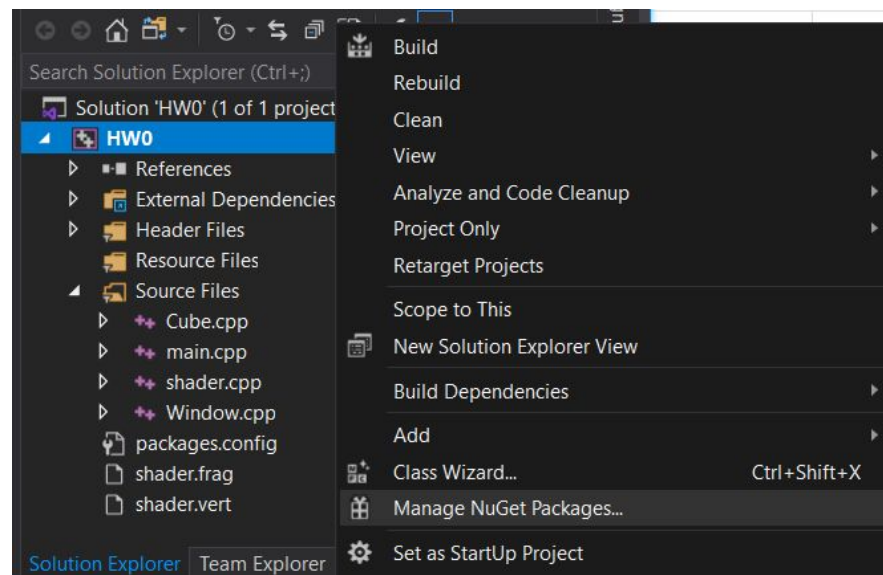 Search Solution Explorer (Ctrl+;)
Solution 'HW0' (1 of 1 project
HW0
References
External Dependencies
Header Files
Resource Files
Source Files
Cube.cpp
main.cpp
shader.cpp
Window.cpp
packages.config
shader.frag
shader.vert
Solution Explorer Team Explorer
Build
Rebuild
Clean
View
Analyze and Code Cleanup
Project Only
Retarget Projects
Scope to This
New Solution Explorer View
Build Dependencies
Add
Class Wizard... Ctrl+Shift+X
Manage NuGet Packages...
Set as StartUp Project